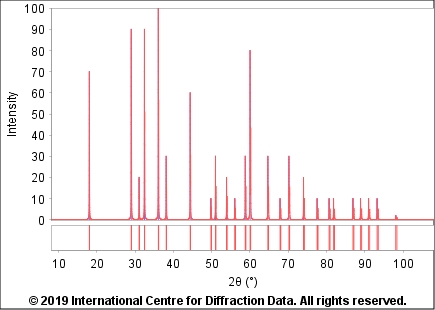 100
90
80
70
60
50
40
30
20
10
0
Intensity
10 20 30 40 50 60 70 80 90 100
2θ (°)
© 2019 International Centre for Diffraction Data. All rights reserved.